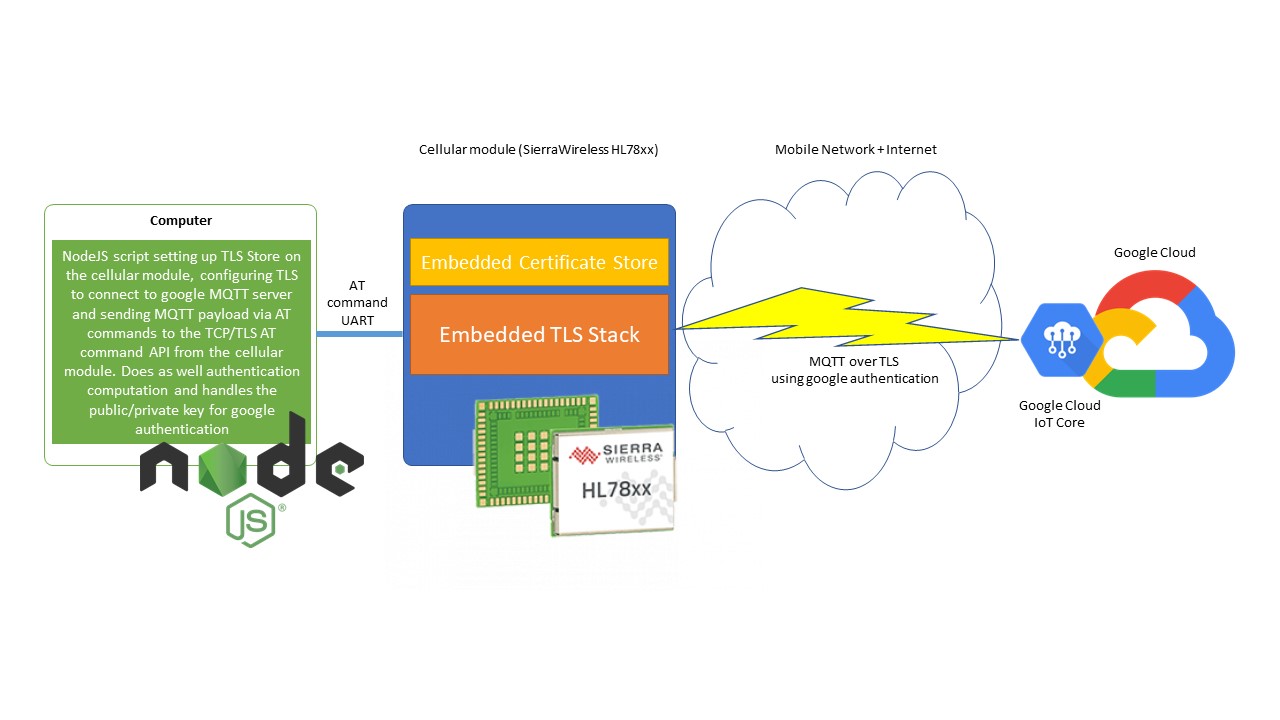 Cellular module (SierraWireless HL78xx)
Mobile Network + Internet
Computer
NodeJS script setting up TLS Store on
the cellular module, configuring TLS
to connect to google MQTT server
and sending MQTT payload via AT
commands to the TCP/TLS AT
command API from the cellular
module. Does as well authentication
computation and handles the
public/private key for google
authentication
node
JS®
AT
command
UART
Embedded Certificate Store
Embedded TLS Stack
SIERRA
WIRELESS
HL78xx
MQTT over TLS
using google authentication
Google Cloud
Google Cloud
IoT Core